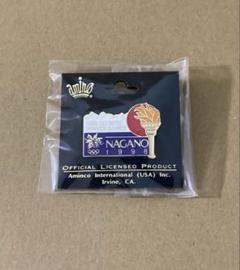 aminco
NAGANO
1998
OFFICIAL LICENSED PRODUCT
Aminco International (USA) Inc.
Irvine, CA.